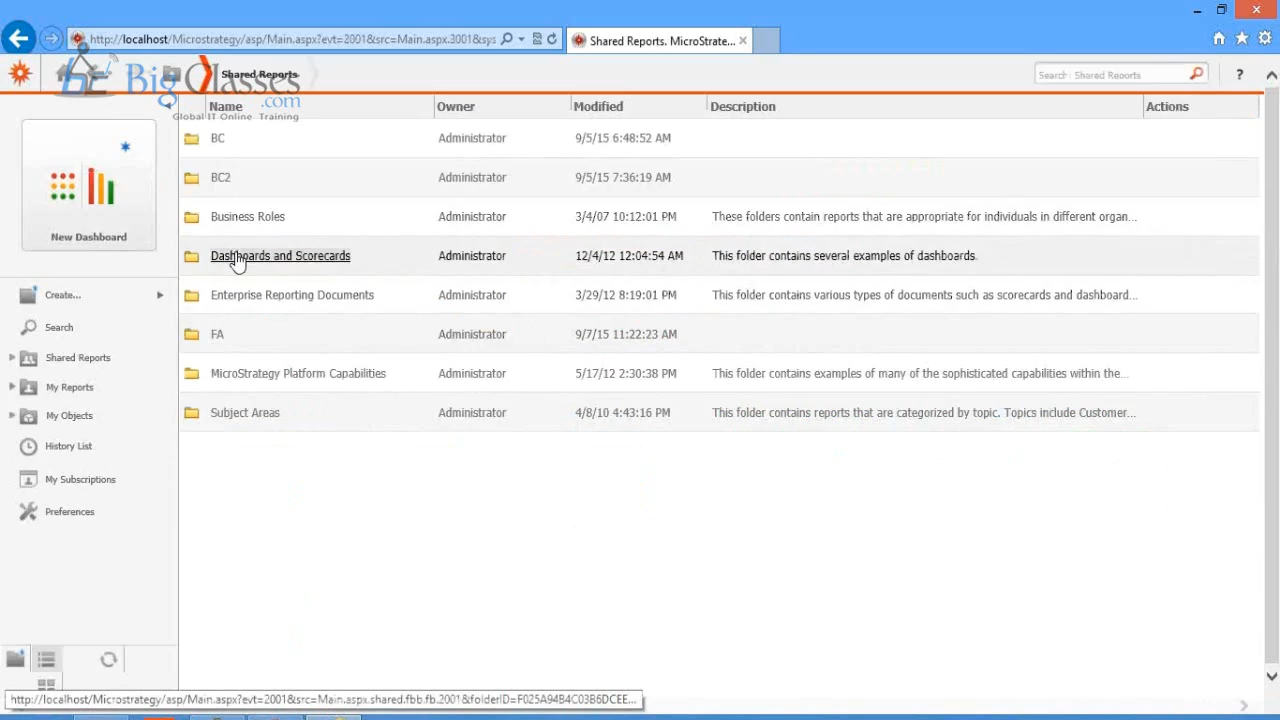 http://localhost/Microstrategy/asp/Main.aspx?evt=2001&src=Main.aspx.3001&sys
Shared Reports. MicroStrate...
Shared Reports
Search: Shared Reports
?
BigClasses
.com
Global IT Online Training
Name Owner Modified Description Actions
BC Administrator 9/5/15 6:48:52 AM
BC2 Administrator 9/5/15 7:36:19 AM
Business Roles Administrator 3/4/07 10:12:01 PM These folders contain reports that are appropriate for individuals in different organ...
Dashboards and Scorecards Administrator 12/4/12 12:04:54 AM This folder contains several examples of dashboards.
Enterprise Reporting Documents Administrator 3/29/12 8:19:01 PM This folder contains various types of documents such as scorecards and dashboard...
FA Administrator 9/7/15 11:22:23 AM
MicroStrategy Platform Capabilities Administrator 5/17/12 2:30:38 PM This folder contains examples of many of the sophisticated capabilities within the...
Subject Areas Administrator 4/8/10 4:43:16 PM This folder contains reports that are categorized by topic. Topics include Customer...
New Dashboard
Create...
Search
Shared Reports
My Reports
My Objects
History List
My Subscriptions
Preferences
http://localhost/Microstrategy/asp/Main.aspx?evt=2001&src=Main.aspx.shared.fbb.fb.2001&folderID=F025A94B4C03B6DCEE...